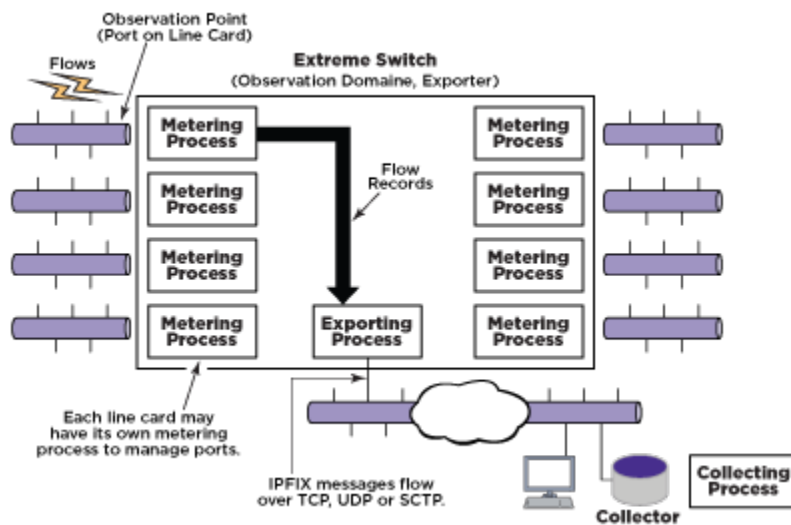 Observation Point
(Port on Line Card)
Flows
Extreme Switch
(Observation Domaine, Exporter)
Metering
Process
Metering
Process
Metering
Process
Metering
Process
Flow
Records
Metering
Process
Metering
Process
Metering
Process
Metering
Process
Exporting
Process
Each line card may
have its own metering
process to manage ports.
IPFIX messages flow
over TCP, UDP or SCTP.
Collector
Collecting
Process